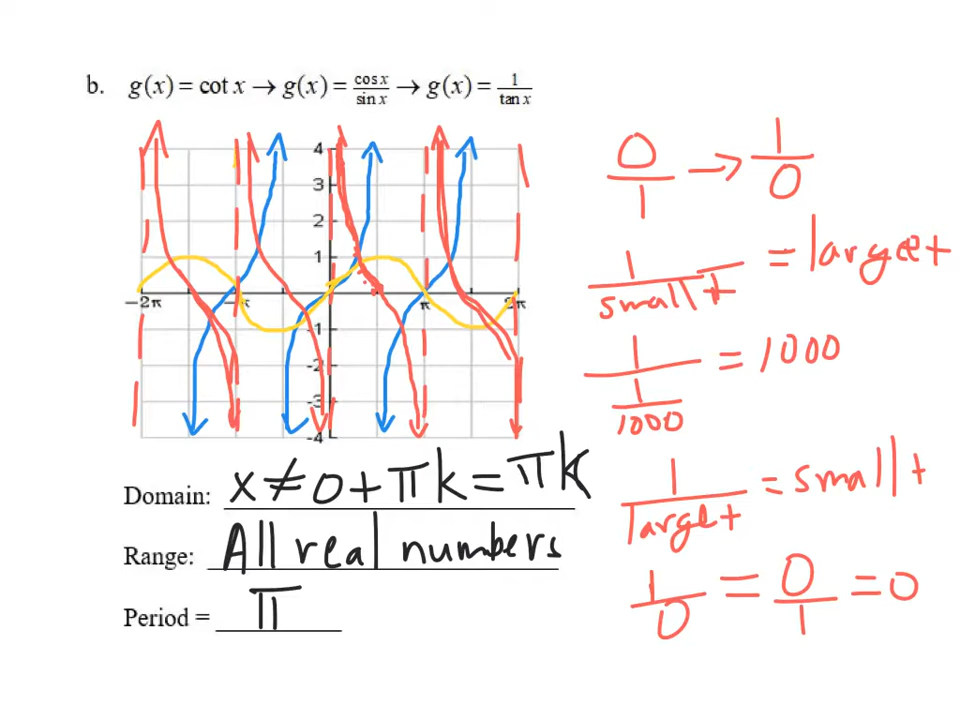 b. g(x) = cot x → g(x) = cos x / sin x → g(x) = 1 / tan x
4
3
2
1
-2π -π π 2π
-1
-2
-3
-4
0/1 → 1/0
1/small + = large +
1/(1/1000) = 1000
1/large + = small +
1/0 = 0/1 = 0
Domain: x ≠ 0 + πk = πk
Range: All real numbers
Period = π